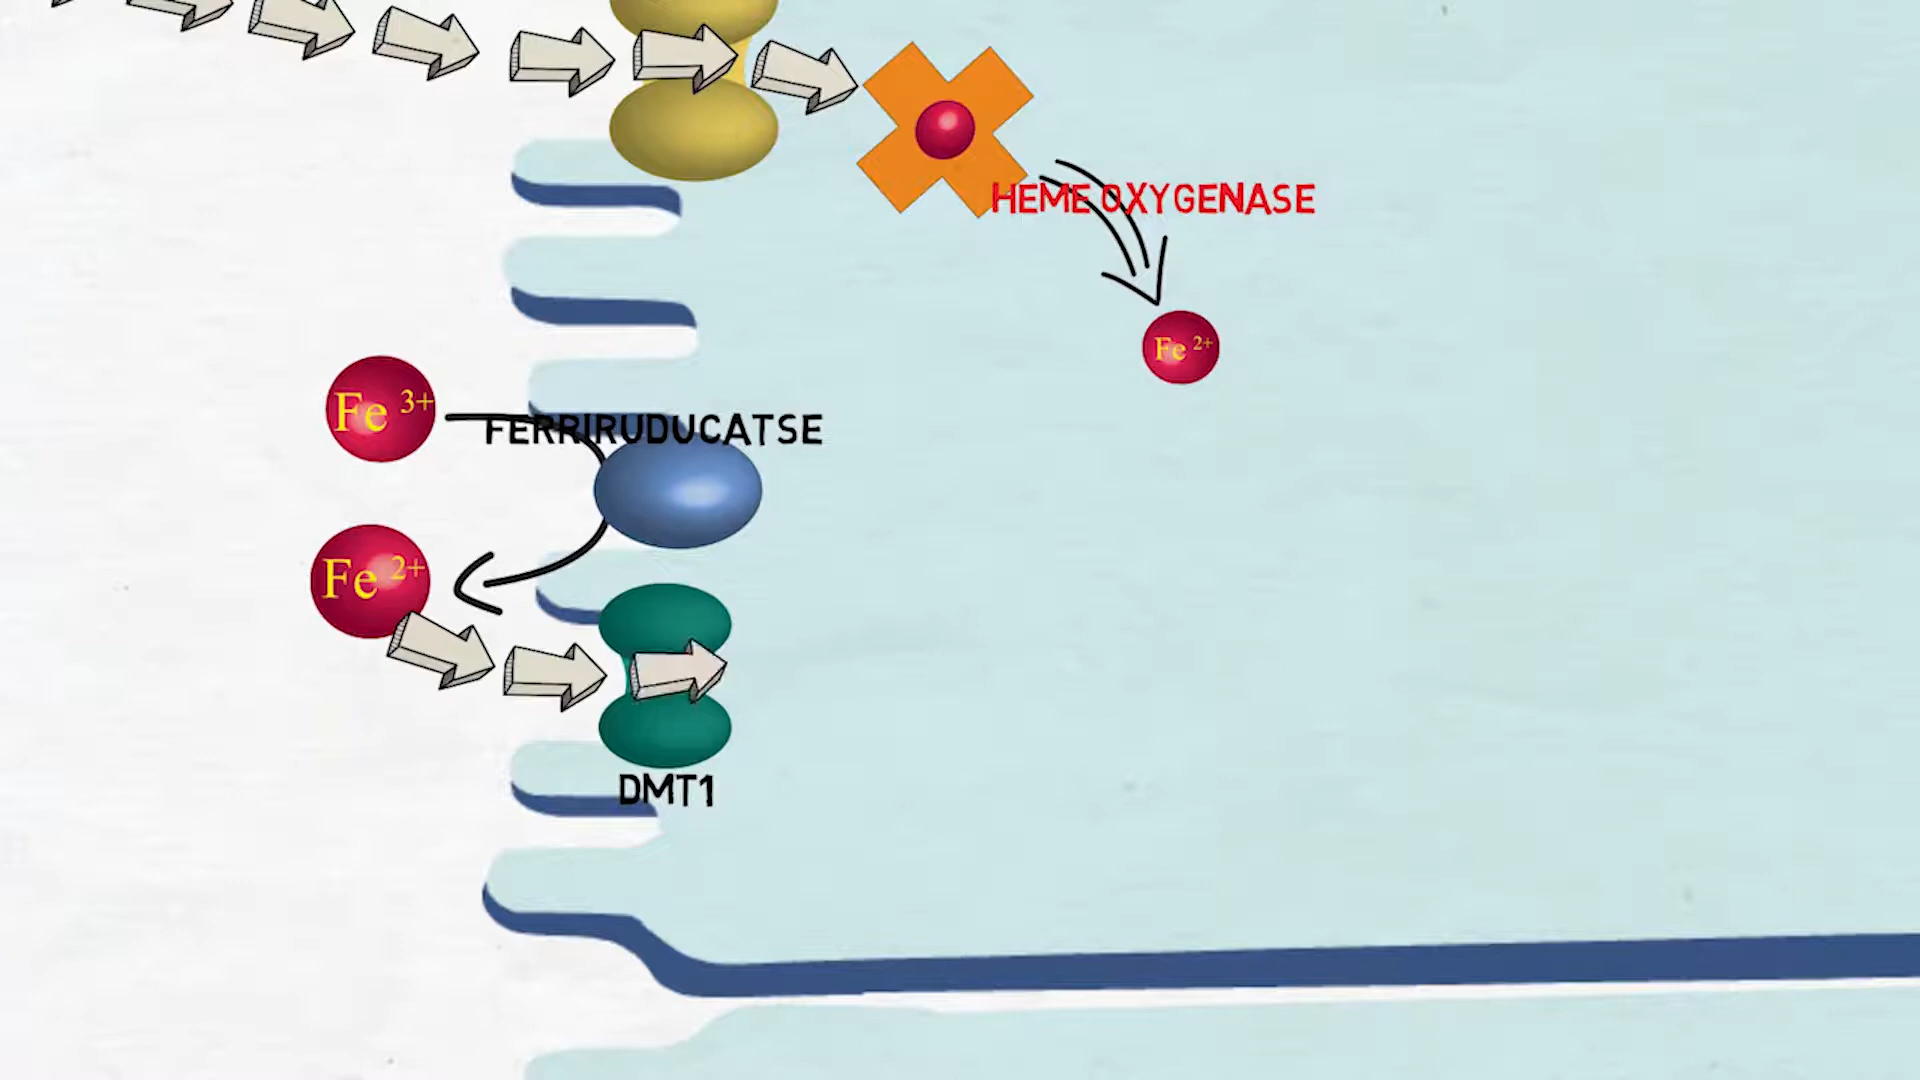 HEME OXYGENASE
Fe 2+
Fe 3+
FERRIRUDUCATSE
Fe 2+
DMT1